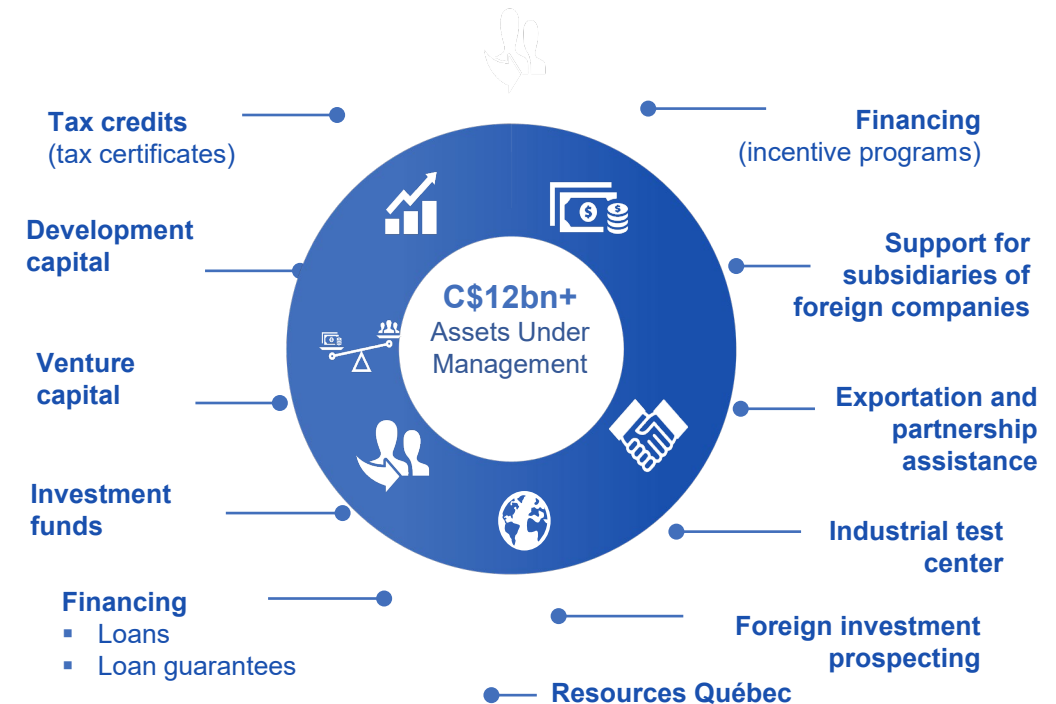 Tax credits
(tax certificates)
Development
capital
Venture
capital
Investment
funds
Financing
▪ Loans
▪ Loan guarantees
C$12bn+
Assets Under
Management
$
$
$
Financing
(incentive programs)
Support for
subsidiaries of
foreign companies
Exportation and
partnership
assistance
Industrial test
center
Foreign investment
prospecting
Resources Québec